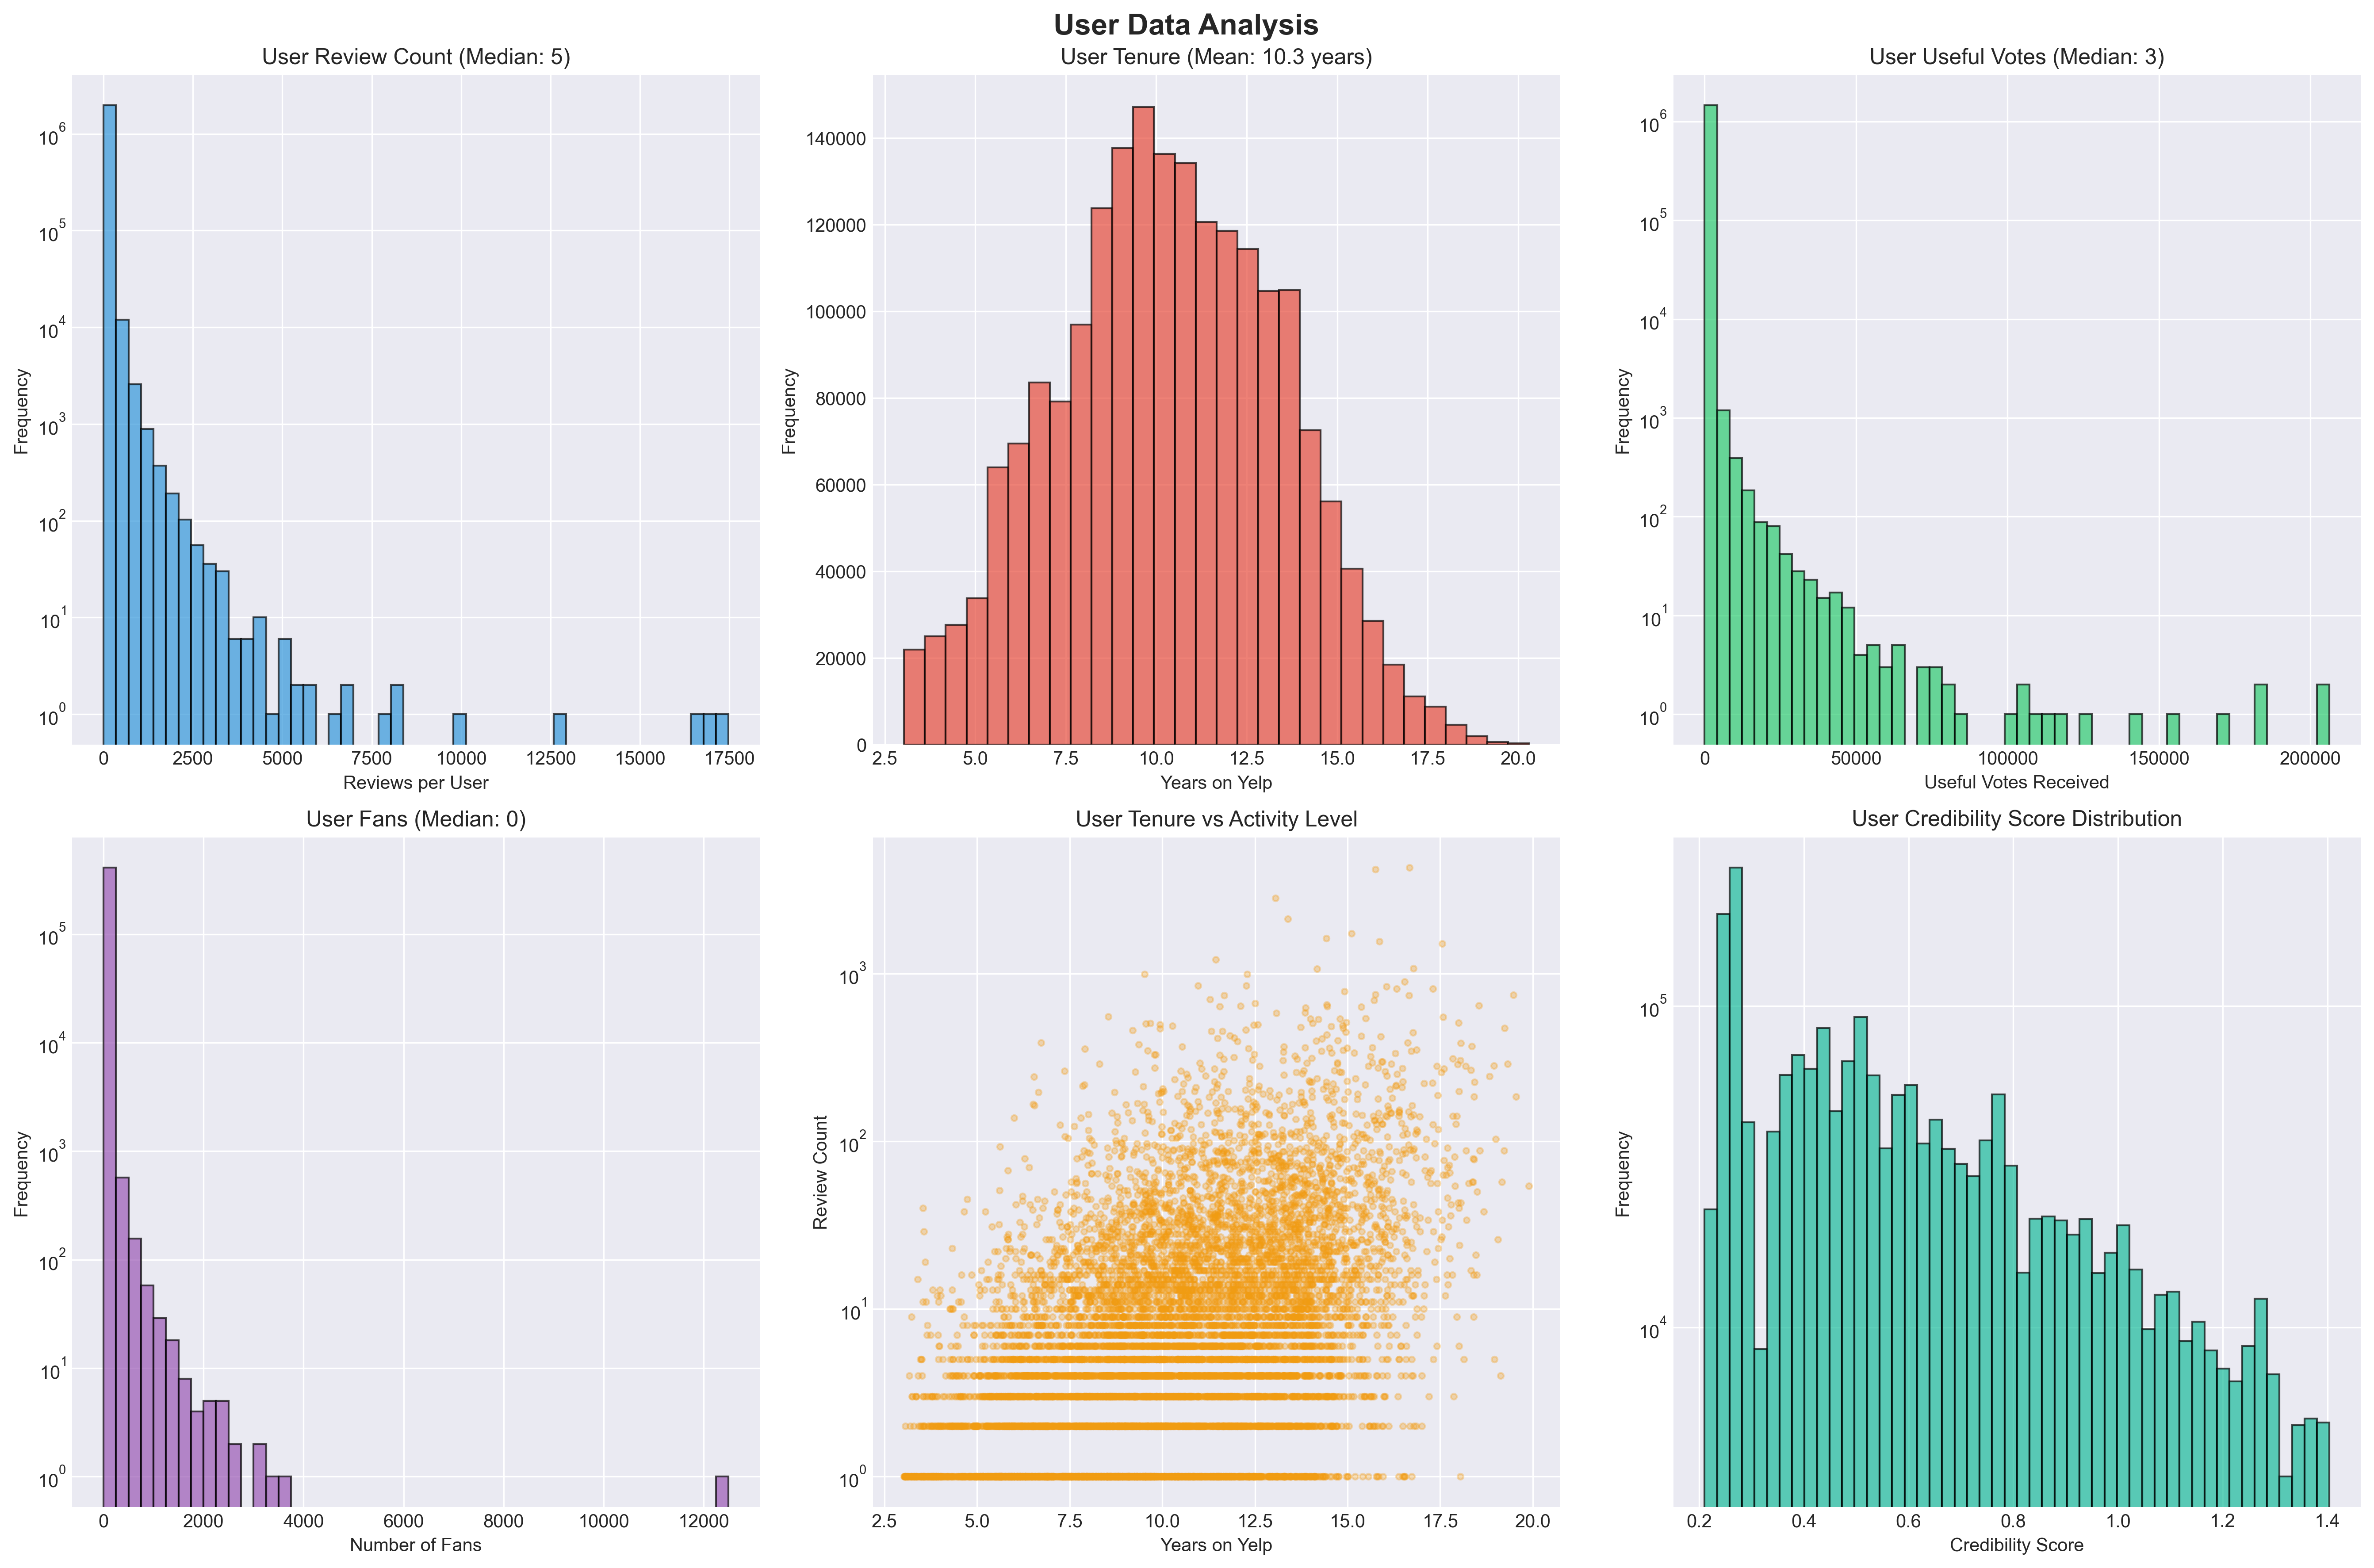 User Data Analysis
User Review Count (Median: 5)
10^6
10^5
10^4
10^3
10^2
10^1
10^0
Frequency
0 2500 5000 7500 10000 12500 15000 17500
Reviews per User
User Tenure (Mean: 10.3 years)
140000
120000
100000
80000
60000
40000
20000
0
Frequency
2.5 5.0 7.5 10.0 12.5 15.0 17.5 20.0
Years on Yelp
User Useful Votes (Median: 3)
10^6
10^5
10^4
10^3
10^2
10^1
10^0
Frequency
0 50000 100000 150000 200000
Useful Votes Received
User Fans (Median: 0)
10^5
10^4
10^3
10^2
10^1
10^0
Frequency
0 2000 4000 6000 8000 10000 12000
Number of Fans
User Tenure vs Activity Level
10^3
10^2
10^1
10^0
Review Count
2.5 5.0 7.5 10.0 12.5 15.0 17.5 20.0
Years on Yelp
User Credibility Score Distribution
10^5
10^4
Frequency
0.2 0.4 0.6 0.8 1.0 1.2 1.4
Credibility Score